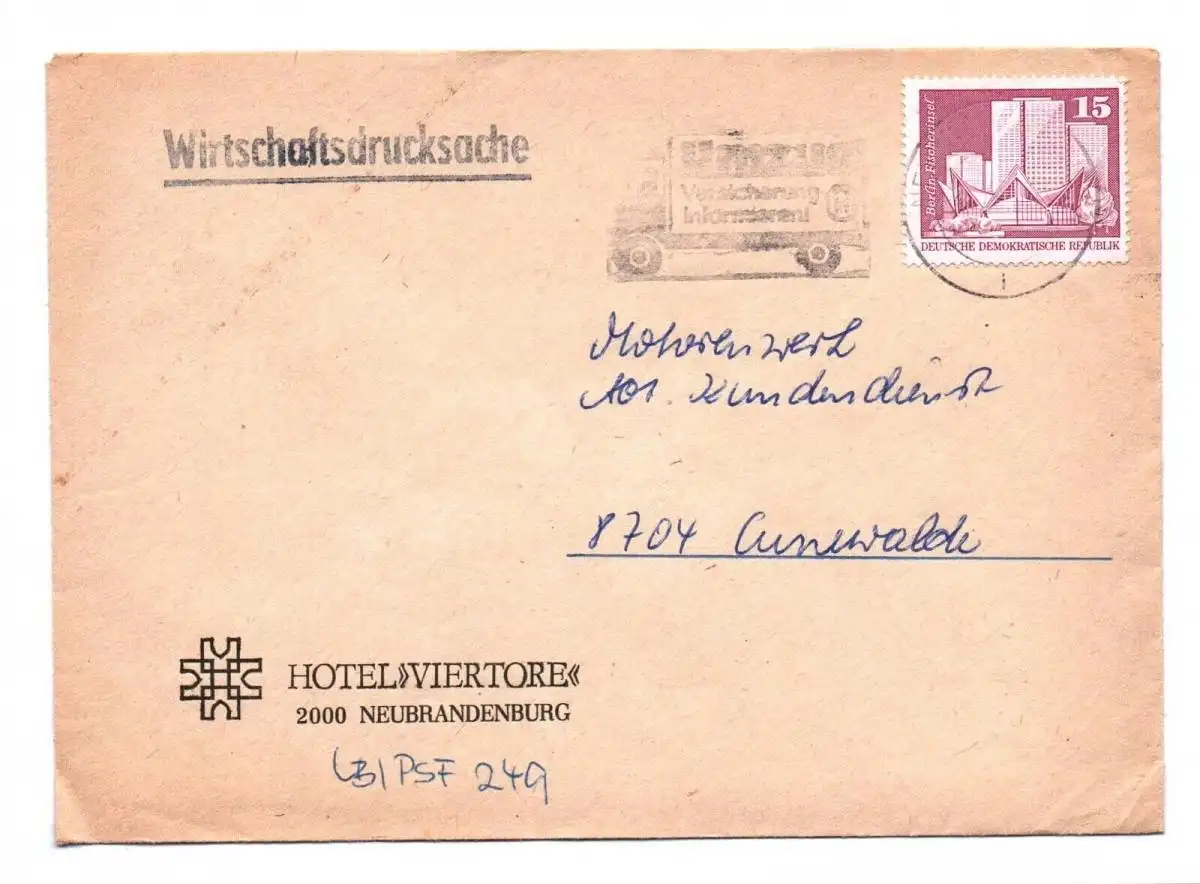 Wirtschaftsdrucksache
Umzug
Versicherung
informieren!
15
Berlin, Fischerinsel
DEUTSCHE DEMOKRATISCHE REPUBLIK
Motorenwerk
Abt. Kundendienst
8704 Cunewalde
HOTEL »VIERTORE«
2000 NEUBRANDENBURG
PSF 249